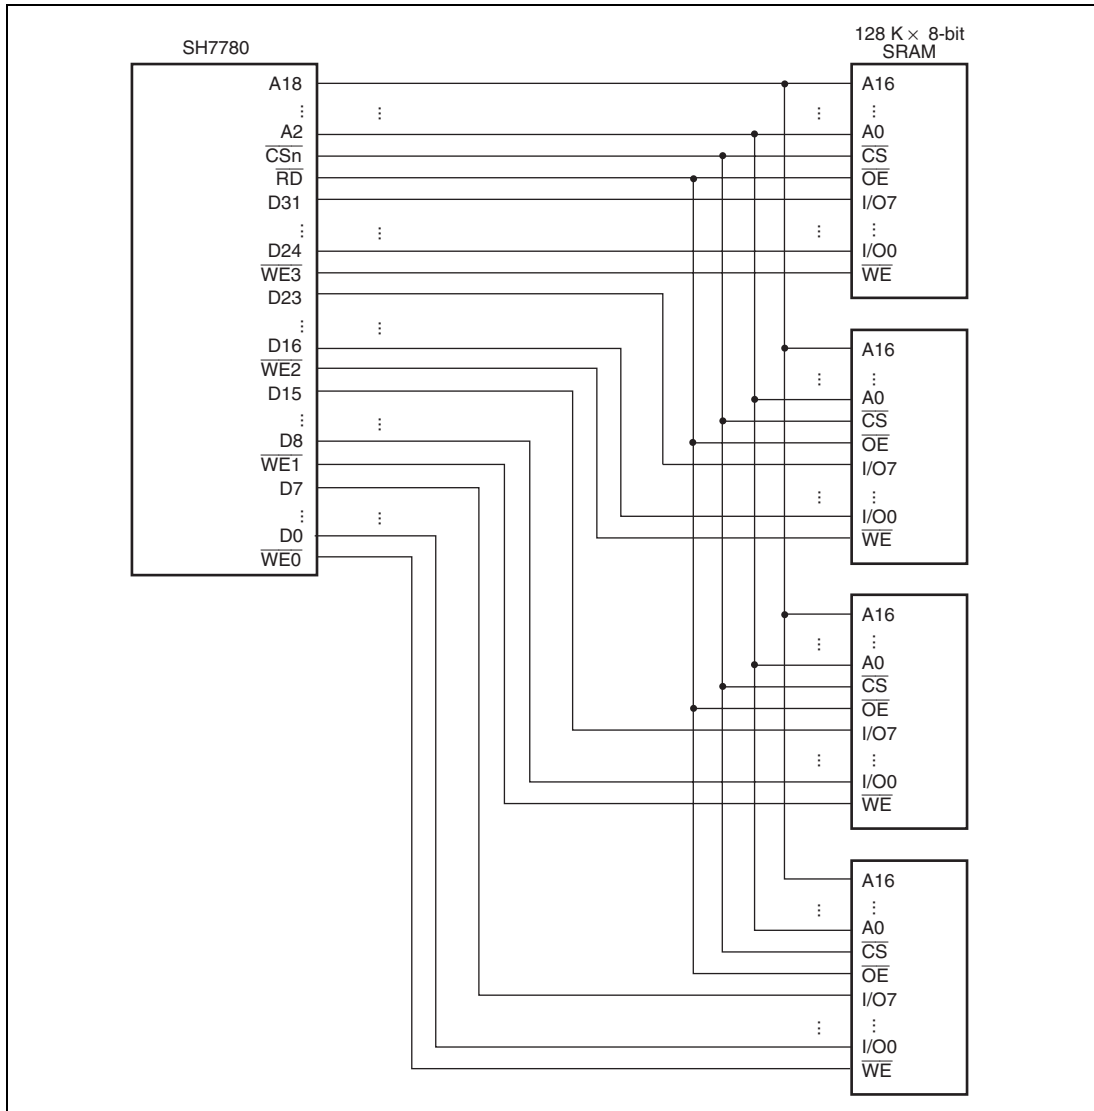 SH7780
A18
⋮
A2
CSn
RD
D31
⋮
D24
WE3
D23
⋮
D16
WE2
D15
⋮
D8
WE1
D7
⋮
D0
WE0
128 K × 8-bit
SRAM
A16
⋮
A0
CS
OE
I/O7
⋮
I/O0
WE
A16
⋮
A0
CS
OE
I/O7
⋮
I/O0
WE
A16
⋮
A0
CS
OE
I/O7
⋮
I/O0
WE
A16
⋮
A0
CS
OE
I/O7
⋮
I/O0
WE